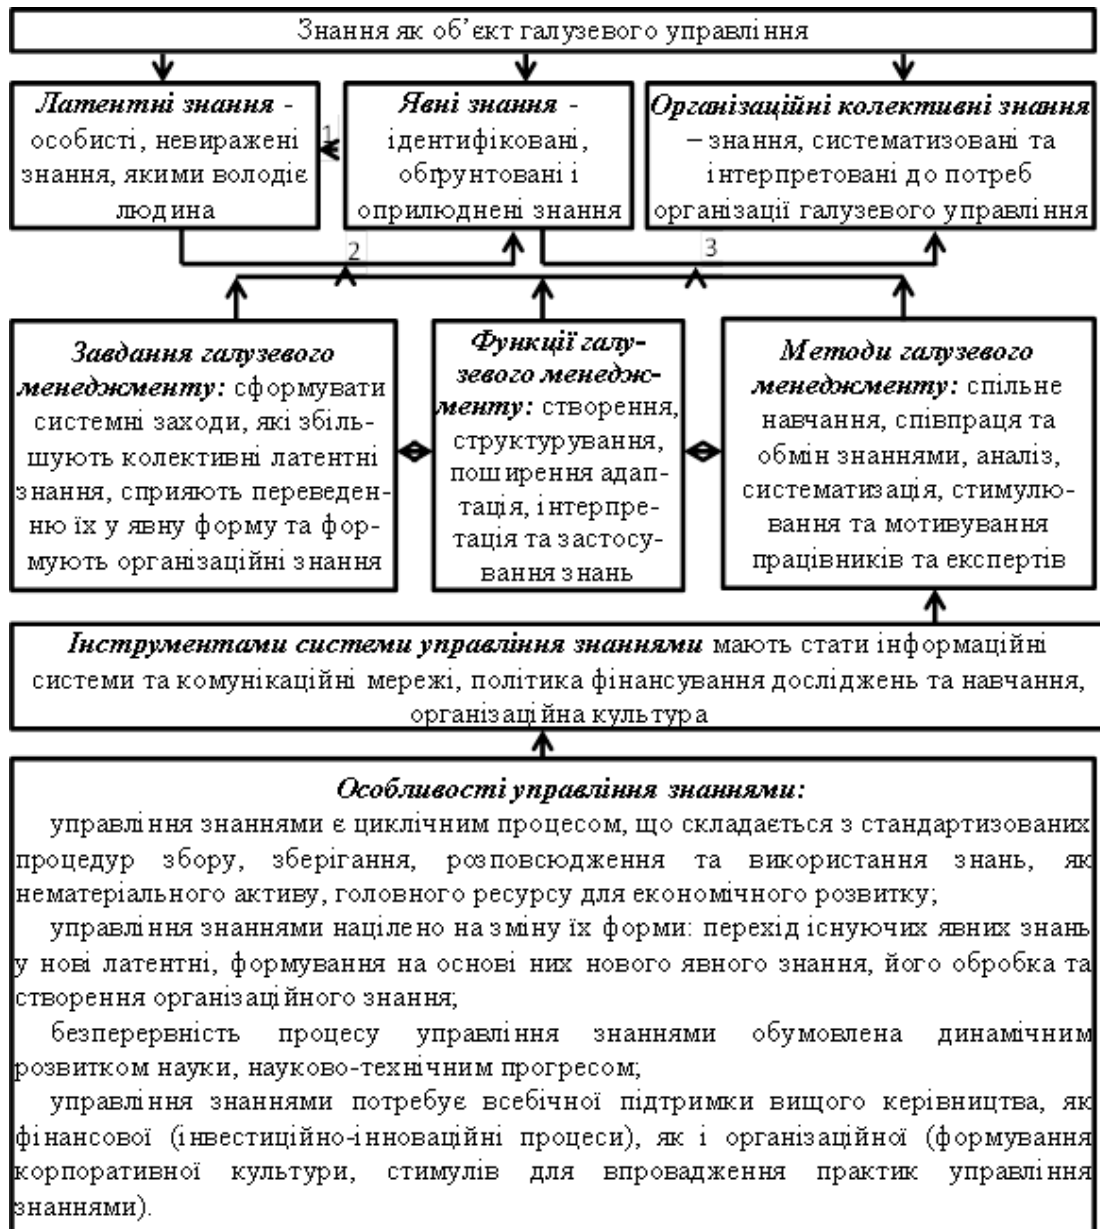 Знання як об’єкт галузевого управління
Латентні знання -
особисті, невиражені
знання, якими володіє
людина
1
Явні знання -
ідентифіковані,
обґрунтовані і
оприлюднені знання
Організаційні колективні знання
– знання, систематизовані та
інтерпретовані до потреб
організації галузевого управління
2
3
Завдання галузевого
менеджменту: сформувати
системні заходи, які збіль-
шують колективні латентні
знання, сприяють переведен-
ню їх у явну форму та фор-
мують організаційні знання
Функції галу-
зевого менедж-
менту: створення,
структурування,
поширення адап-
тація, інтерпре-
тація та застосу-
вання знань
Методи галузевого
менеджменту: спільне
навчання, співпраця та
обмін знаннями, аналіз,
систематизація, стимулю-
вання та мотивування
працівників та експертів
Інструментами системи управління знаннями мають стати інформаційні
системи та комунікаційні мережі, політика фінансування досліджень та навчання,
організаційна культура
Особливості управління знаннями:
управління знаннями є циклічним процесом, що складається з стандартизованих
процедур збору, зберігання, розповсюдження та використання знань, як
нематеріального активу, головного ресурсу для економічного розвитку;
управління знаннями націлено на зміну їх форми: перехід існуючих явних знань
у нові латентні, формування на основі них нового явного знання, його обробка та
створення організаційного знання;
безперервність процесу управління знаннями обумовлена динамічним
розвитком науки, науково-технічним прогресом;
управління знаннями потребує всебічної підтримки вищого керівництва, як
фінансової (інвестиційно-інноваційні процеси), як і організаційної (формування
корпоративної культури, стимулів для впровадження практик управління
знаннями).